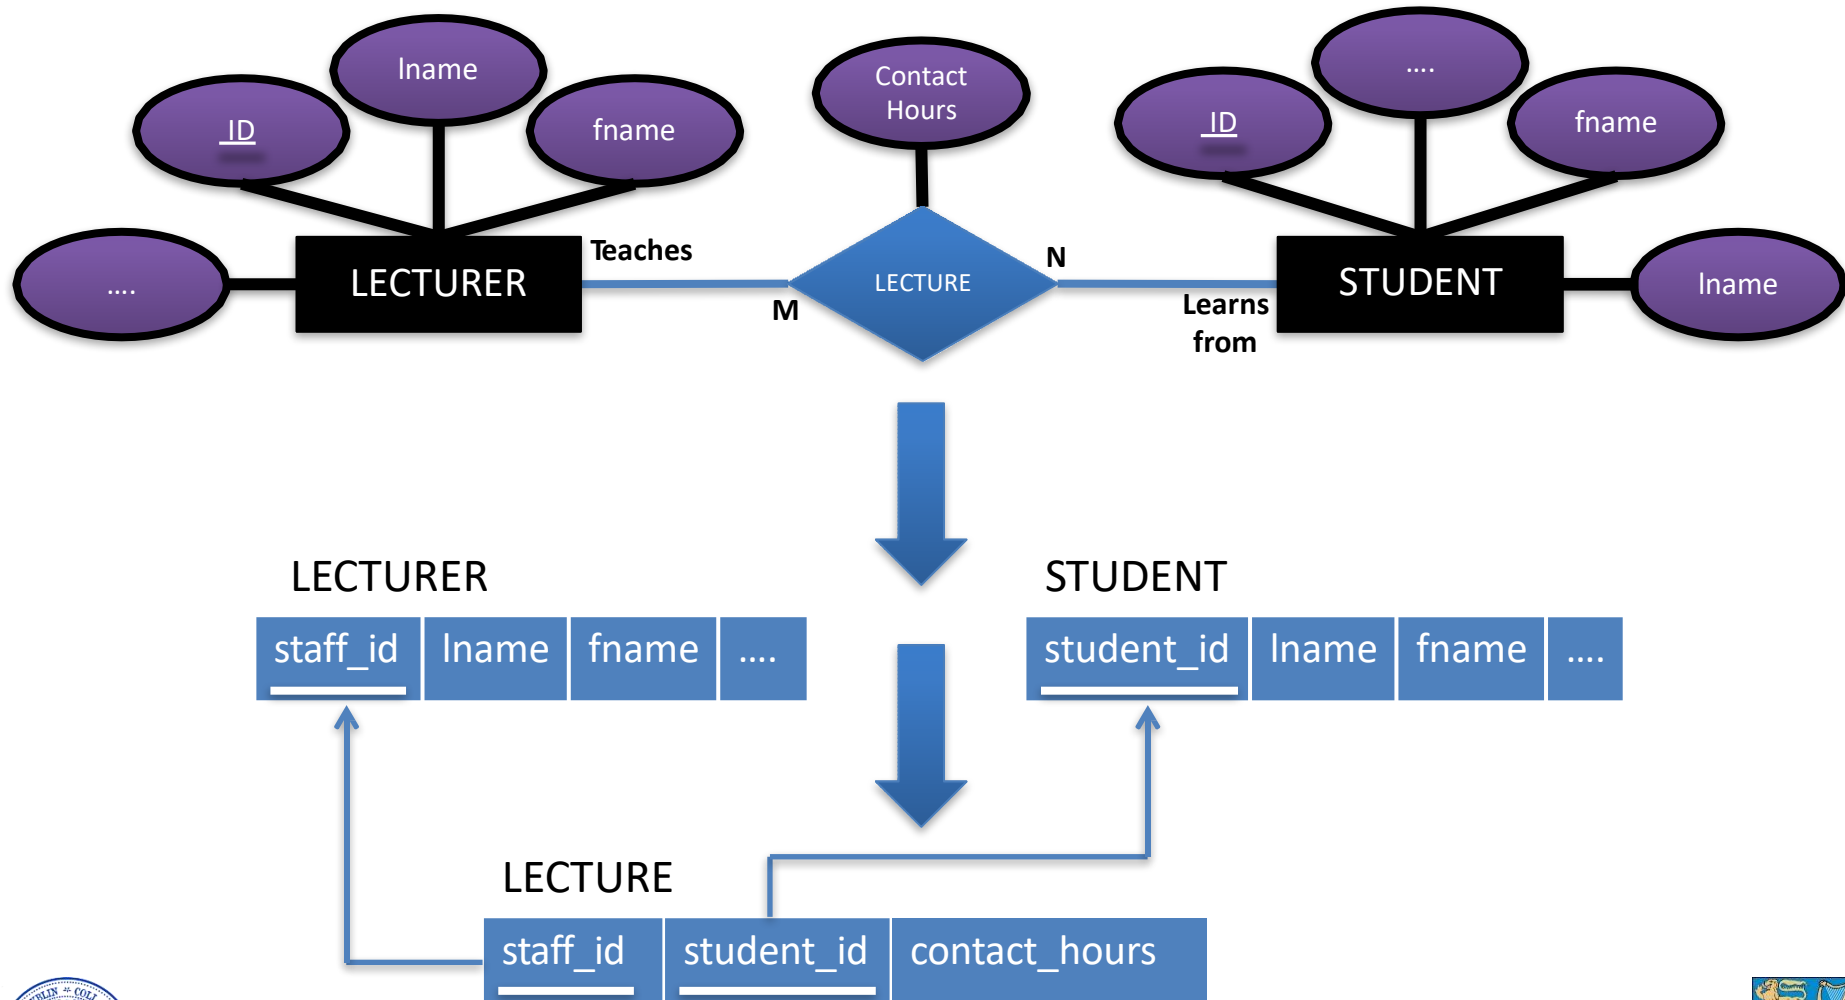 lname
ID
fname
....
LECTURER
Teaches
M
Contact
Hours
LECTURE
N
Learns
from
ID
....
fname
STUDENT
lname
LECTURER
staff_id lname fname ....
STUDENT
student_id lname fname ....
LECTURE
staff_id student_id contact_hours